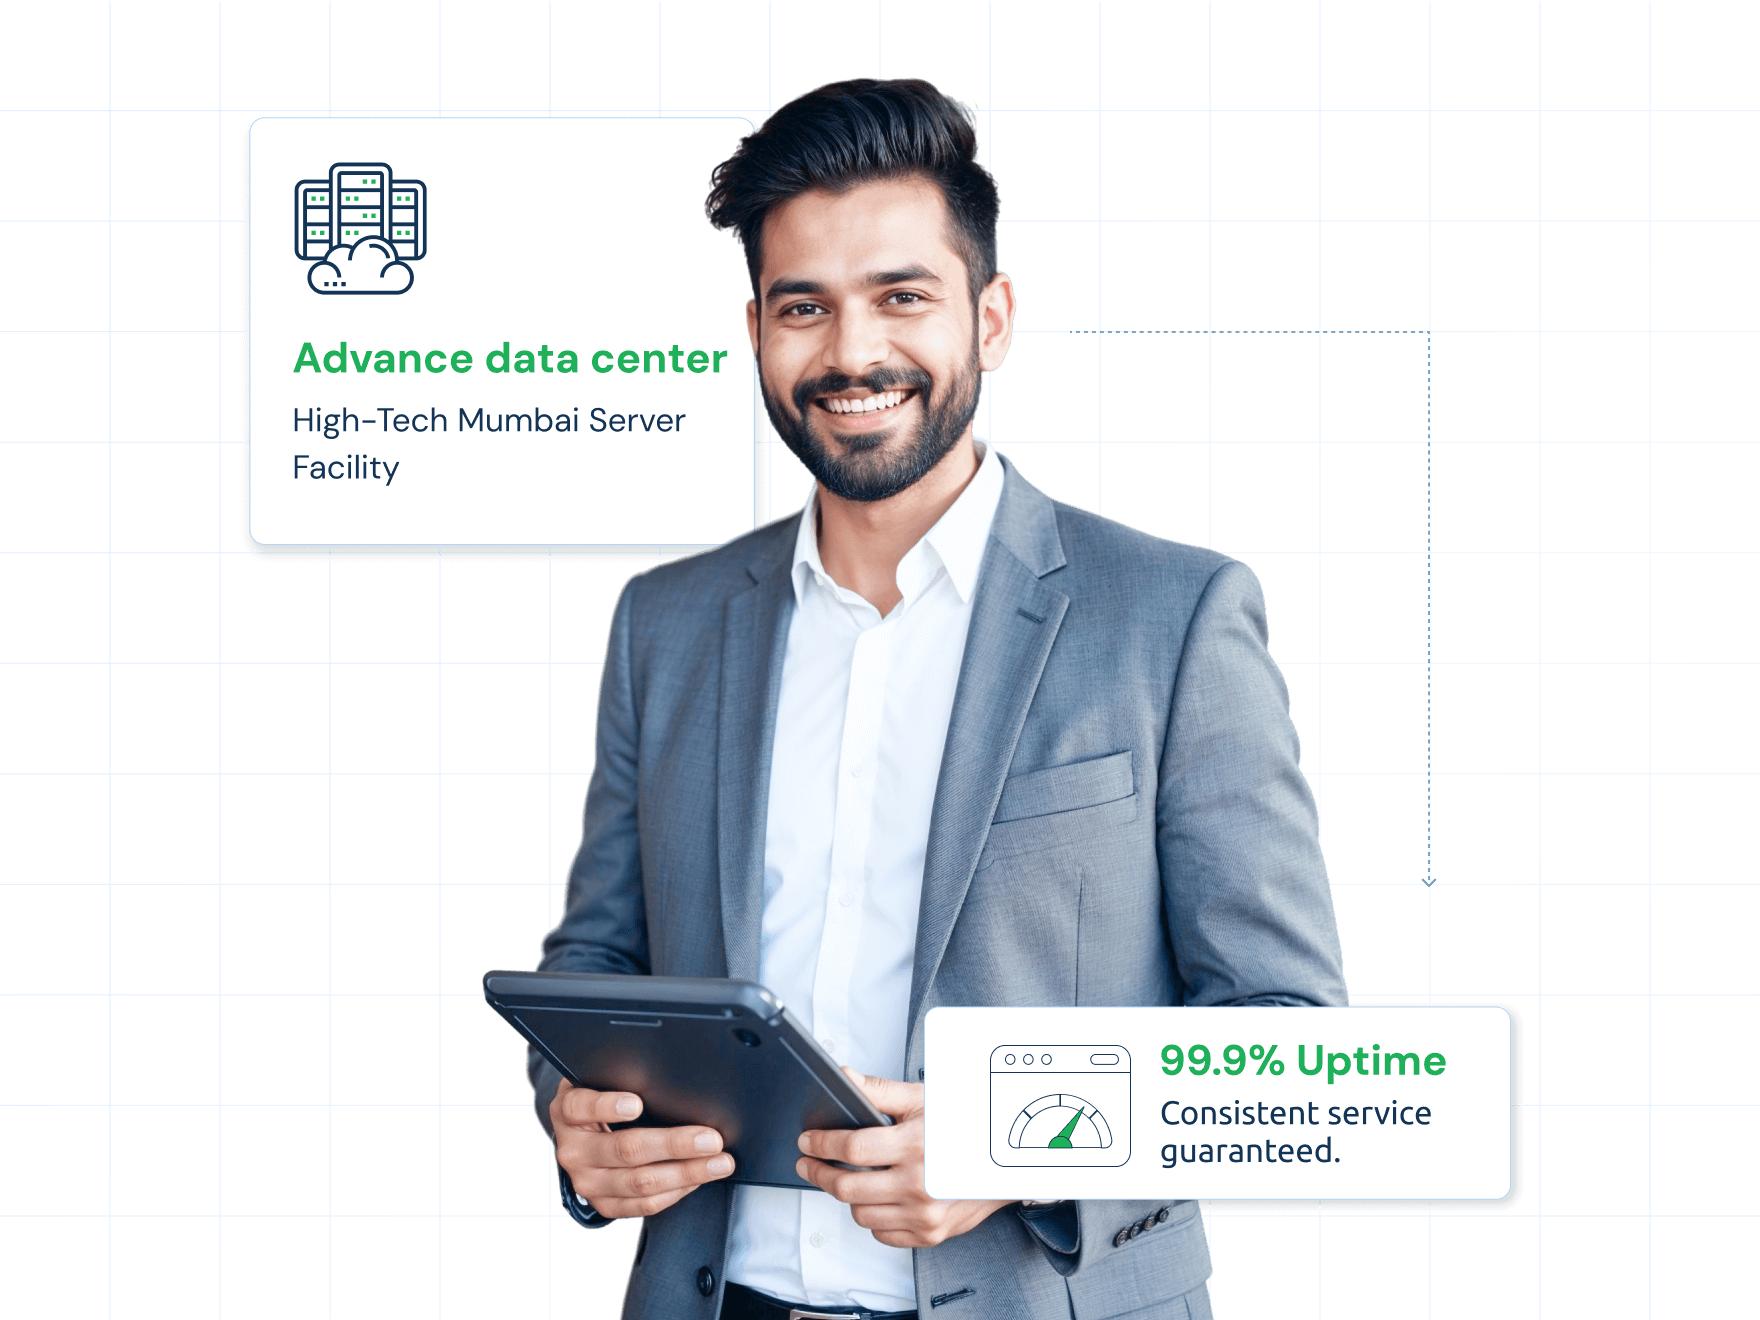 Advance data center
High-Tech Mumbai Server
Facility
99.9% Uptime
Consistent service
guaranteed.